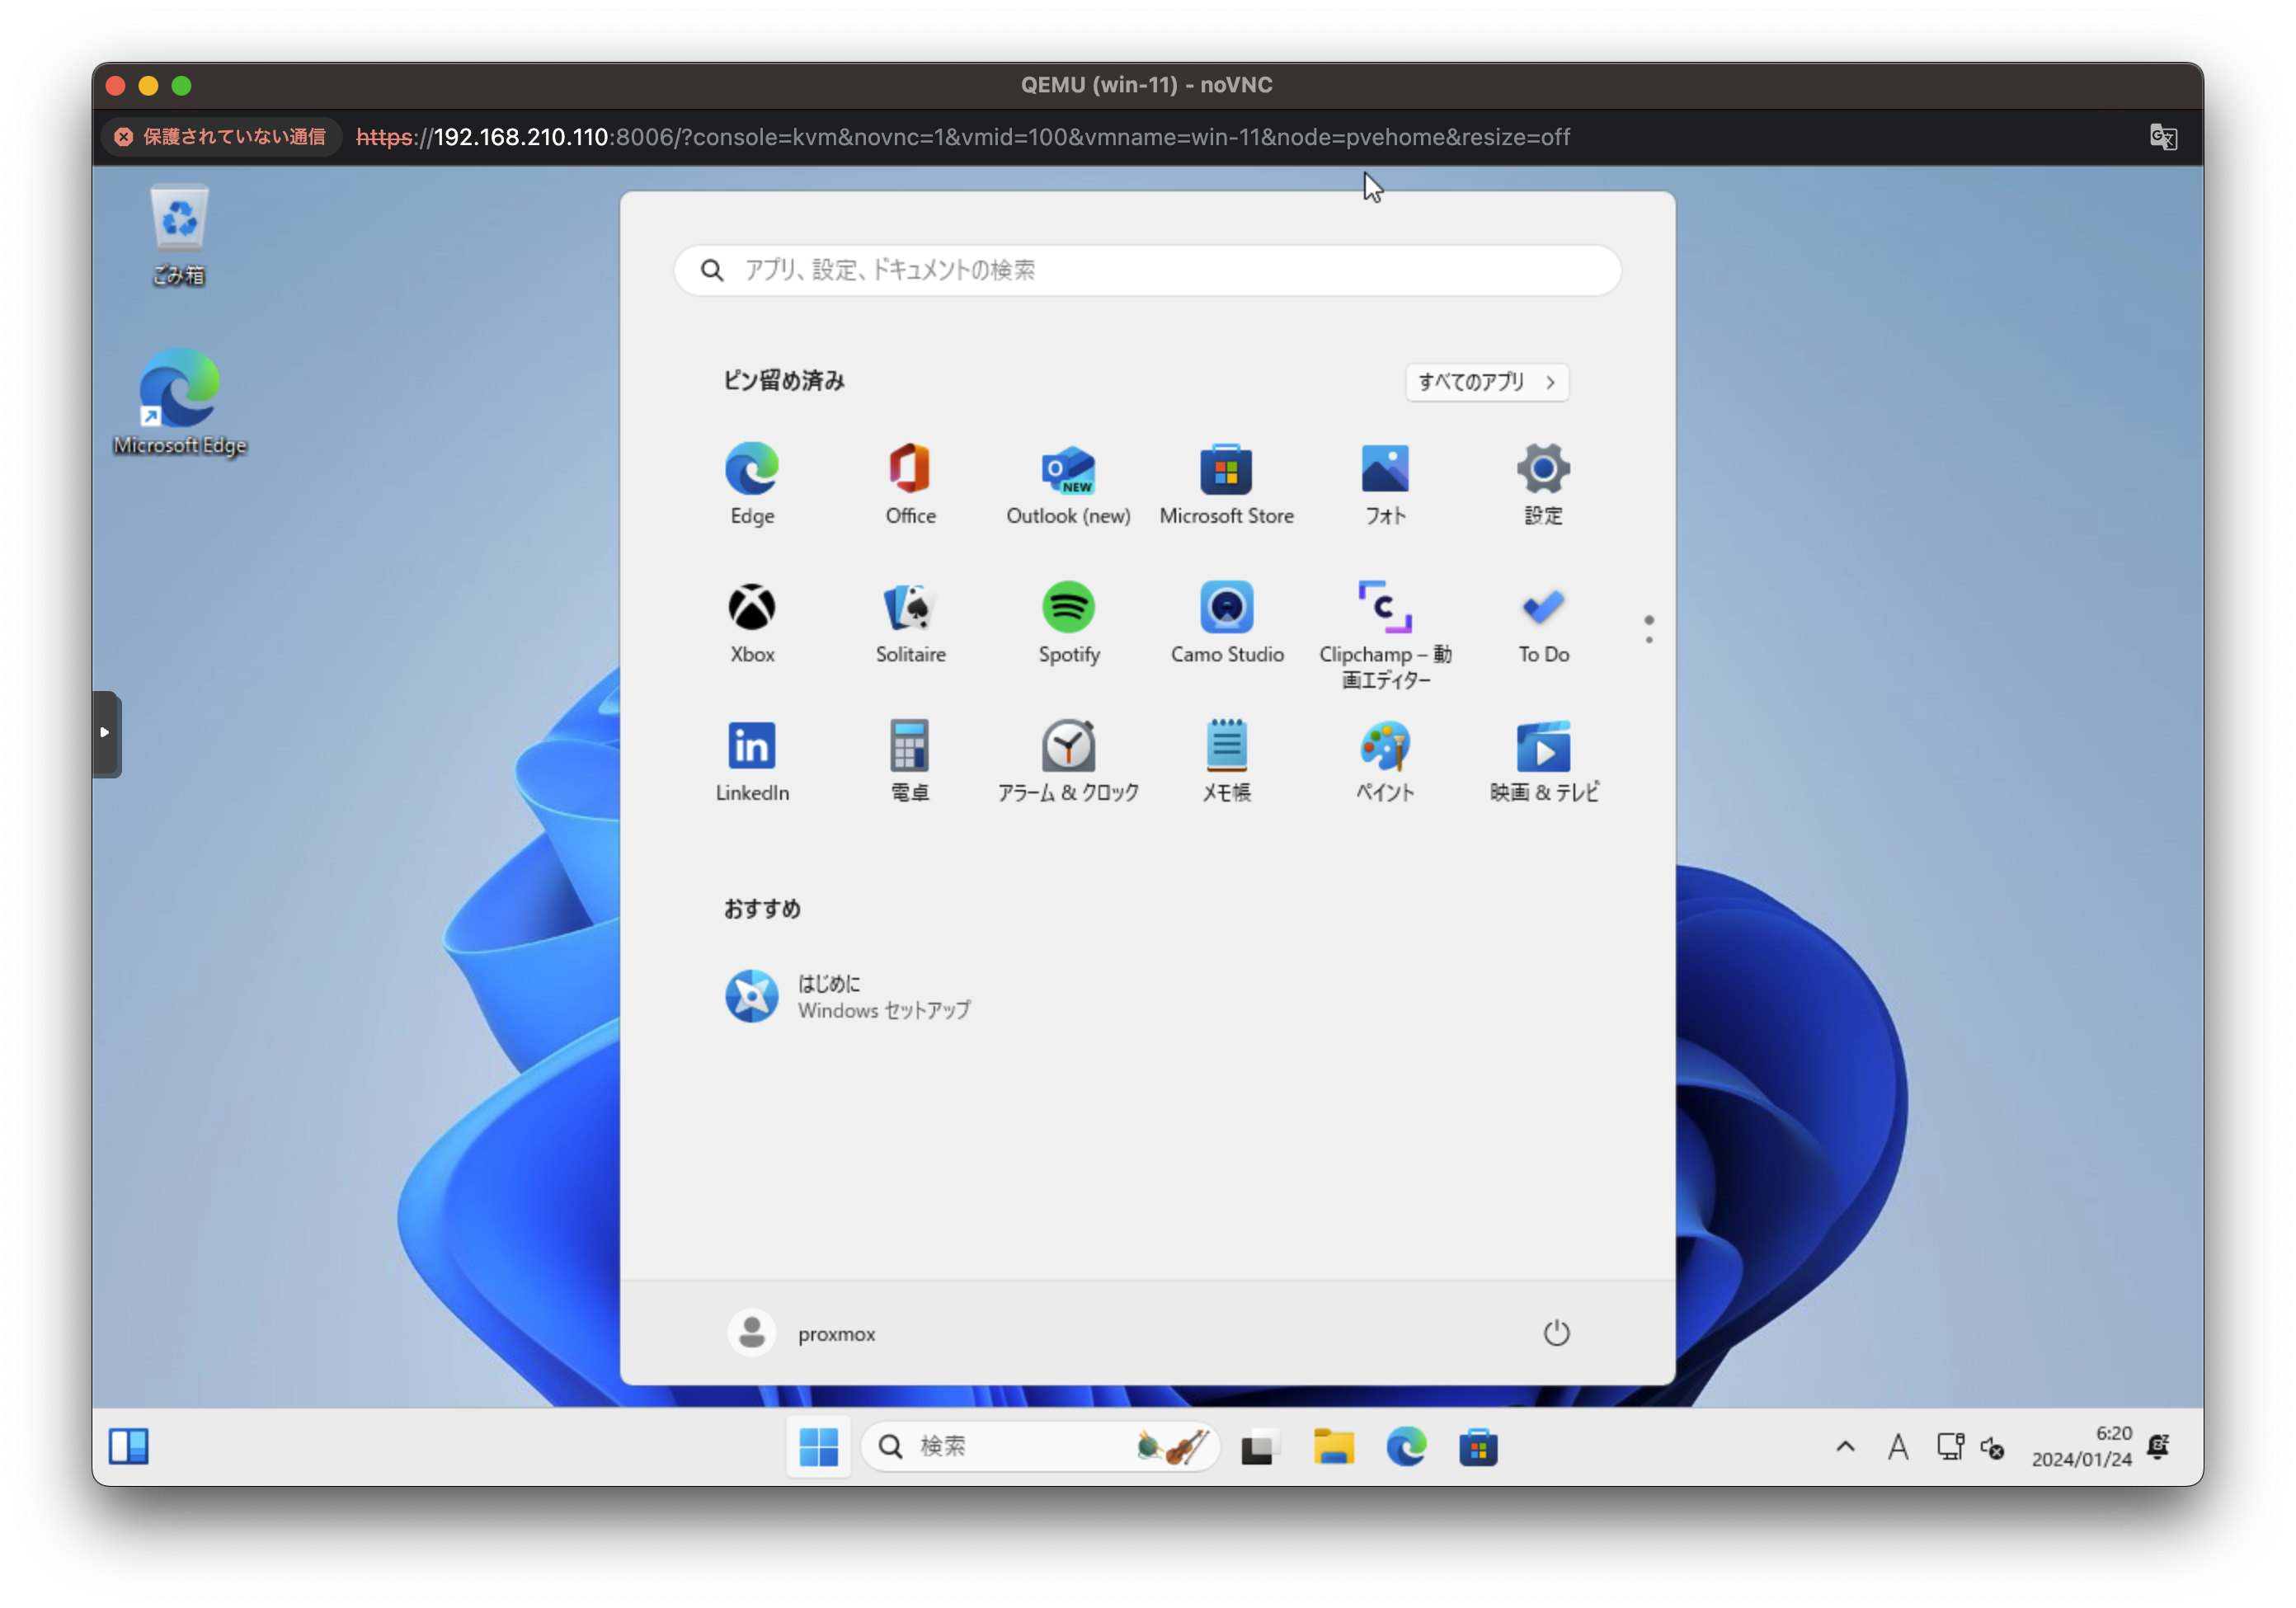 QEMU (win-11) - noVNC
保護されていない通信
https://192.168.210.110:8006/?console=kvm&novnc=1&vmid=100&vmname=win-11&node=pvehome&resize=off
ごみ箱
Microsoft Edge
アプリ、設定、ドキュメントの検索
ピン留め済み
すべてのアプリ
Edge
Office
Outlook (new)
Microsoft Store
フォト
設定
Xbox
Solitaire
Spotify
Camo Studio
Clipchamp – 動
画エディター
To Do
LinkedIn
電卓
アラーム & クロック
メモ帳
ペイント
映画 & テレビ
おすすめ
はじめに
Windows セットアップ
proxmox
検索
A
6:20
2024/01/24